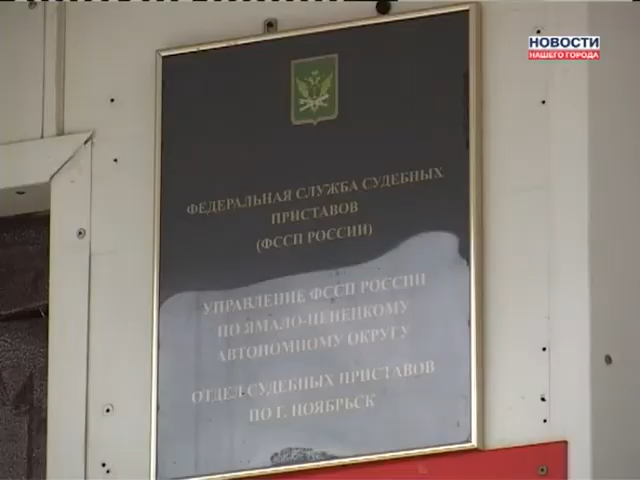 НОВОСТИ
НАШЕГО ГОРОДА
ФЕДЕРАЛЬНАЯ СЛУЖБА СУДЕБНЫХ
ПРИСТАВОВ
(ФССП РОССИИ)
УПРАВЛЕНИЕ ФССП РОССИИ
ПО ЯМАЛО-НЕНЕЦКОМУ
АВТОНОМНОМУ ОКРУГУ
ОТДЕЛ СУДЕБНЫХ ПРИСТАВОВ
ПО Г. НОЯБРЬСК